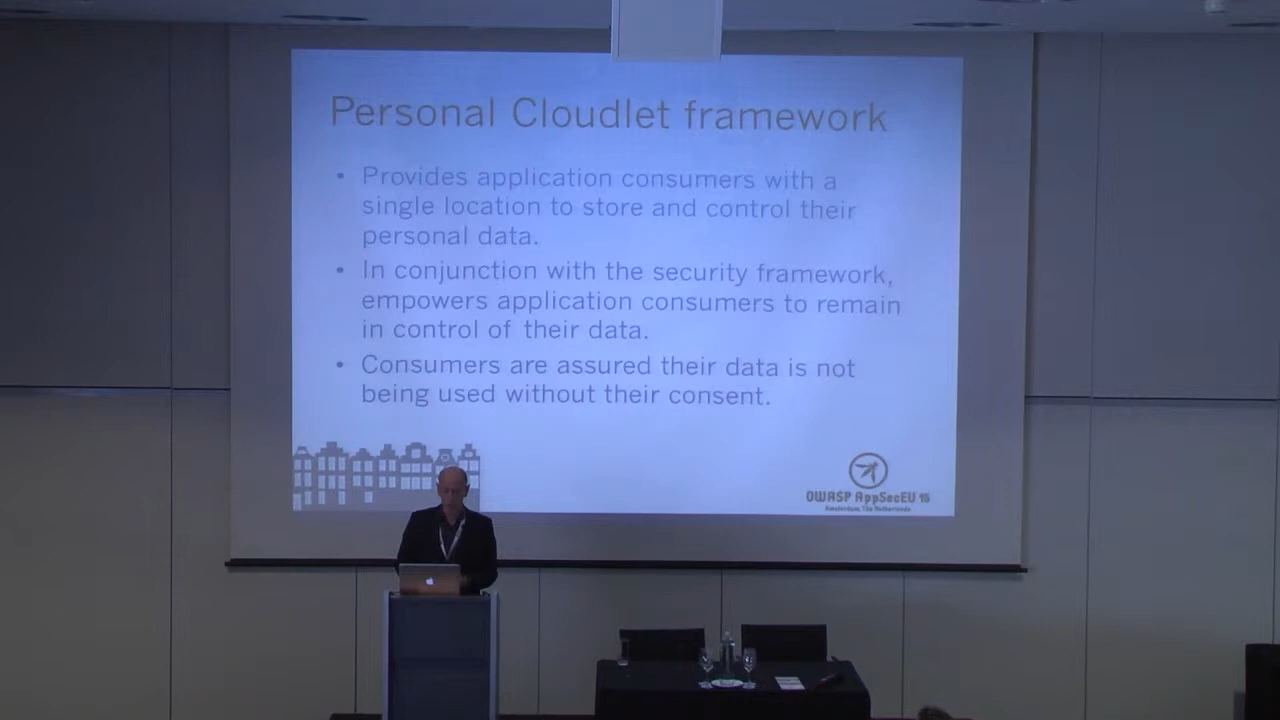 Personal Cloudlet framework
• Provides application consumers with a
single location to store and control their
personal data.
• In conjunction with the security framework,
empowers application consumers to remain
in control of their data.
• Consumers are assured their data is not
being used without their consent.
OWASP AppSecEU 15
Amsterdam, The Netherlands